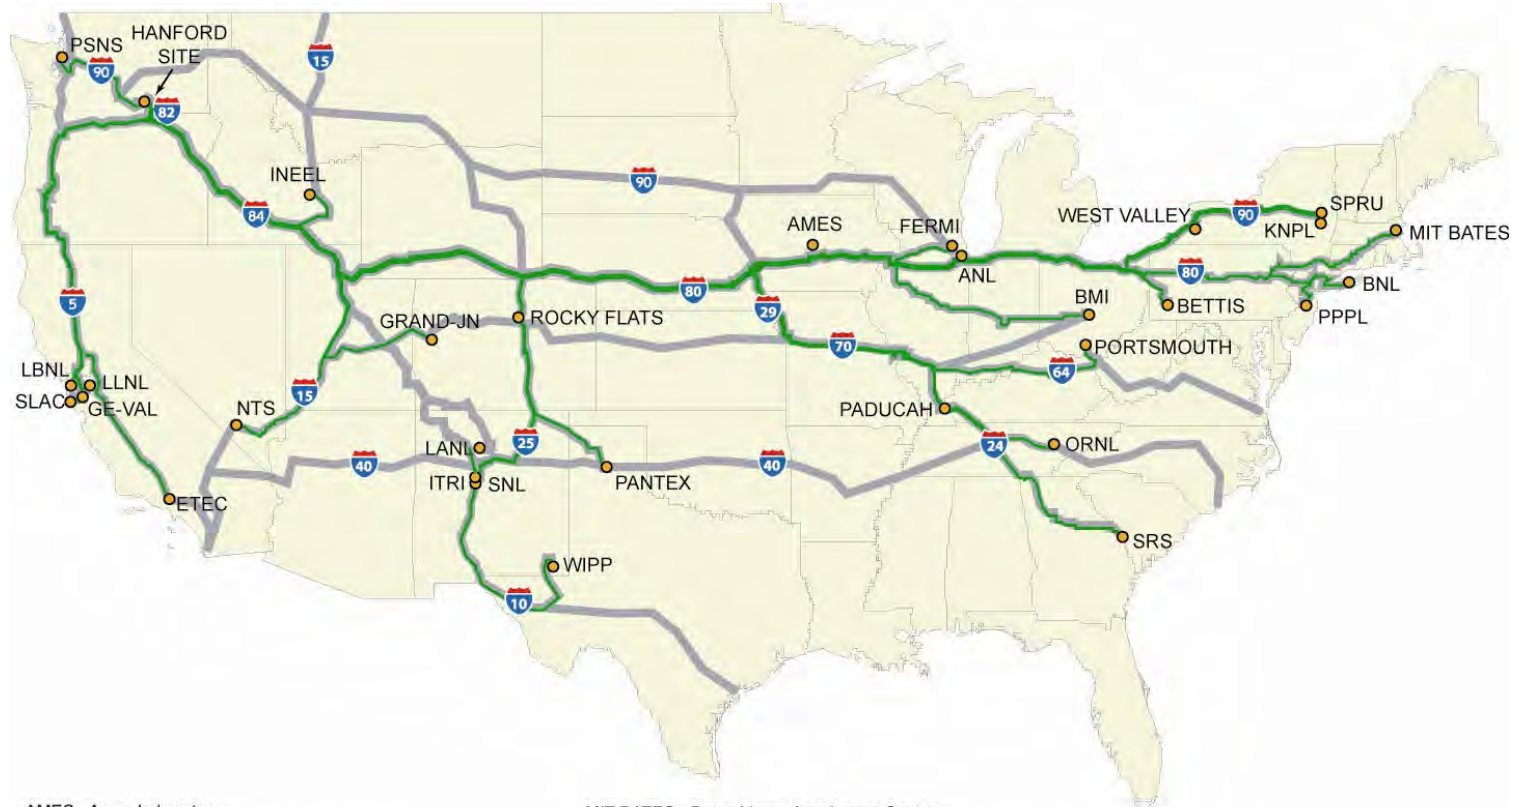 HANFORD
SITE
PSNS
90
15
82
INEEL
84
90
AMES
FERMI
ANL
WEST VALLEY
90
SPRU
KNPL
MIT BATES
80
BNL
BETTIS
PPPL
5
80
29
BMI
GRAND-JN
ROCKY FLATS
70
PORTSMOUTH
64
LBNL
LLNL
SLAC
GE-VAL
15
NTS
PADUCAH
LANL
25
24
ORNL
40
40
ITRI
SNL
PANTEX
ETEC
SRS
WIPP
10